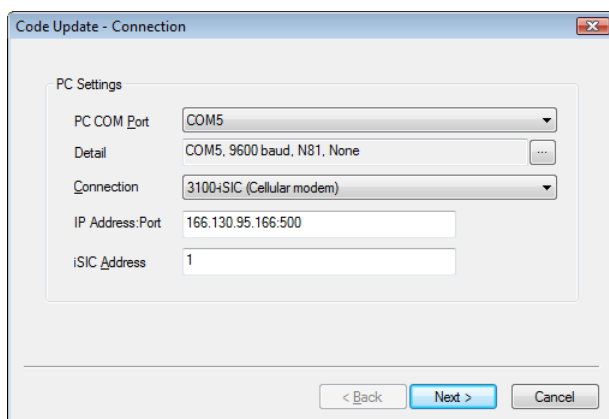 Code Update - Connection
PC Settings
PC COM Port COM5
Detail COM5, 9600 baud, N81, None ...
Connection 3100-iSIC (Cellular modem)
IP Address:Port 166.130.95.166:500
iSIC Address 1
< Back Next > Cancel